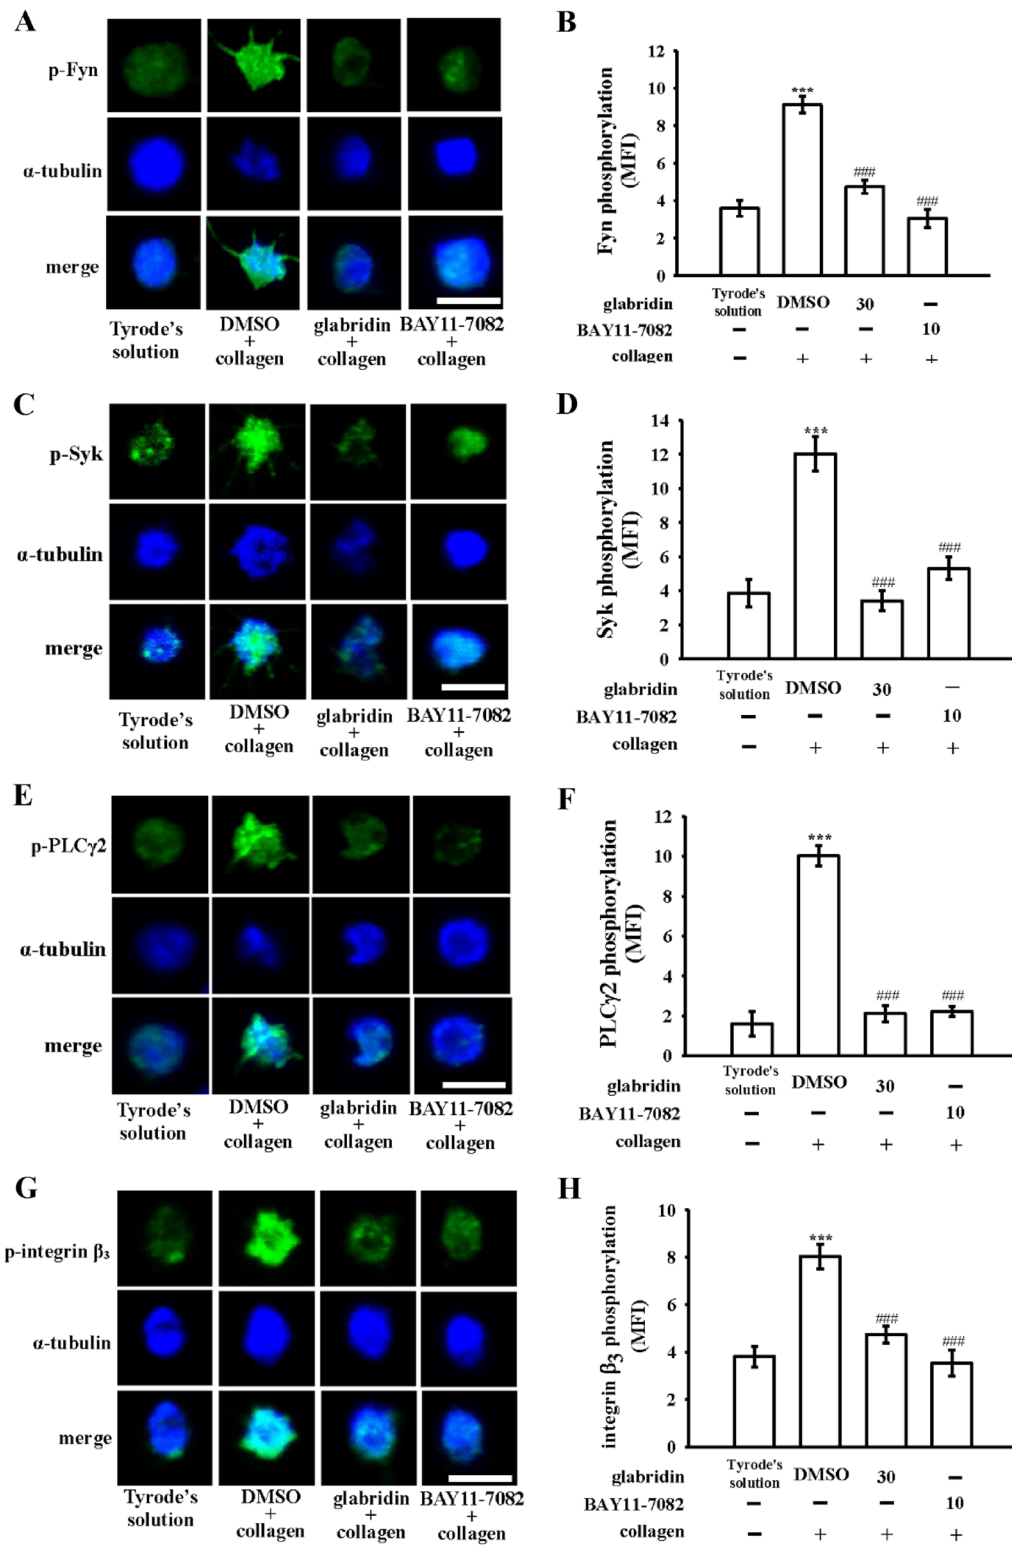 A
p-Fyn
α-tubulin
merge
Tyrode's
solution
DMSO
+
collagen
glabridin
+
collagen
BAY11-7082
+
collagen
B
Fyn phosphorylation
(MFI)
12
10
8
6
4
2
0
***
###
###
glabridin Tyrode's solution DMSO 30 –
BAY11-7082 – – – 10
collagen – + + +
C
p-Syk
α-tubulin
merge
Tyrode's
solution
DMSO
+
collagen
glabridin
+
collagen
BAY11-7082
+
collagen
D
Syk phosphorylation
(MFI)
14
12
10
8
6
4
2
0
***
###
###
glabridin Tyrode's solution DMSO 30 –
BAY11-7082 – – – 10
collagen – + + +
E
p-PLCγ2
α-tubulin
merge
Tyrode's
solution
DMSO
+
collagen
glabridin
+
collagen
BAY11-7082
+
collagen
F
PLCγ2 phosphorylation
(MFI)
12
10
8
6
4
2
0
***
###
###
glabridin Tyrode's solution DMSO 30 –
BAY11-7082 – – – 10
collagen – + + +
G
p-integrin β₃
α-tubulin
merge
Tyrode's
solution
DMSO
+
collagen
glabridin
+
collagen
BAY11-7082
+
collagen
H
integrin β₃ phosphorylation
(MFI)
10
8
6
4
2
0
***
###
###
glabridin Tyrode's solution DMSO 30 –
BAY11-7082 – – – 10
collagen – + + +